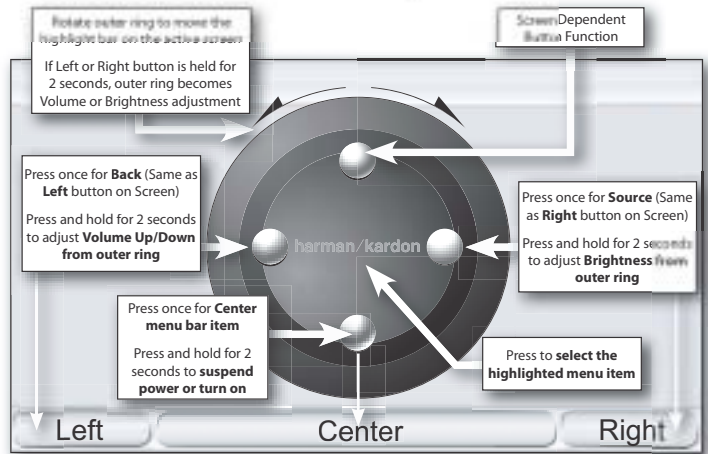 Rotate outer ring to move the
highlight bar on the active screen
If Left or Right button is held for
2 seconds, outer ring becomes
Volume or Brightness adjustment
Screen Dependent
Button Function
Press once for Back (Same as
Left button on Screen)
Press and hold for 2 seconds
to adjust Volume Up/Down
from outer ring
harman/kardon
Press once for Source (Same
as Right button on Screen)
Press and hold for 2 seconds
to adjust Brightness from
outer ring
Press once for Center
menu bar item
Press and hold for 2
seconds to suspend
power or turn on
Press to select the
highlighted menu item
Left
Center
Right